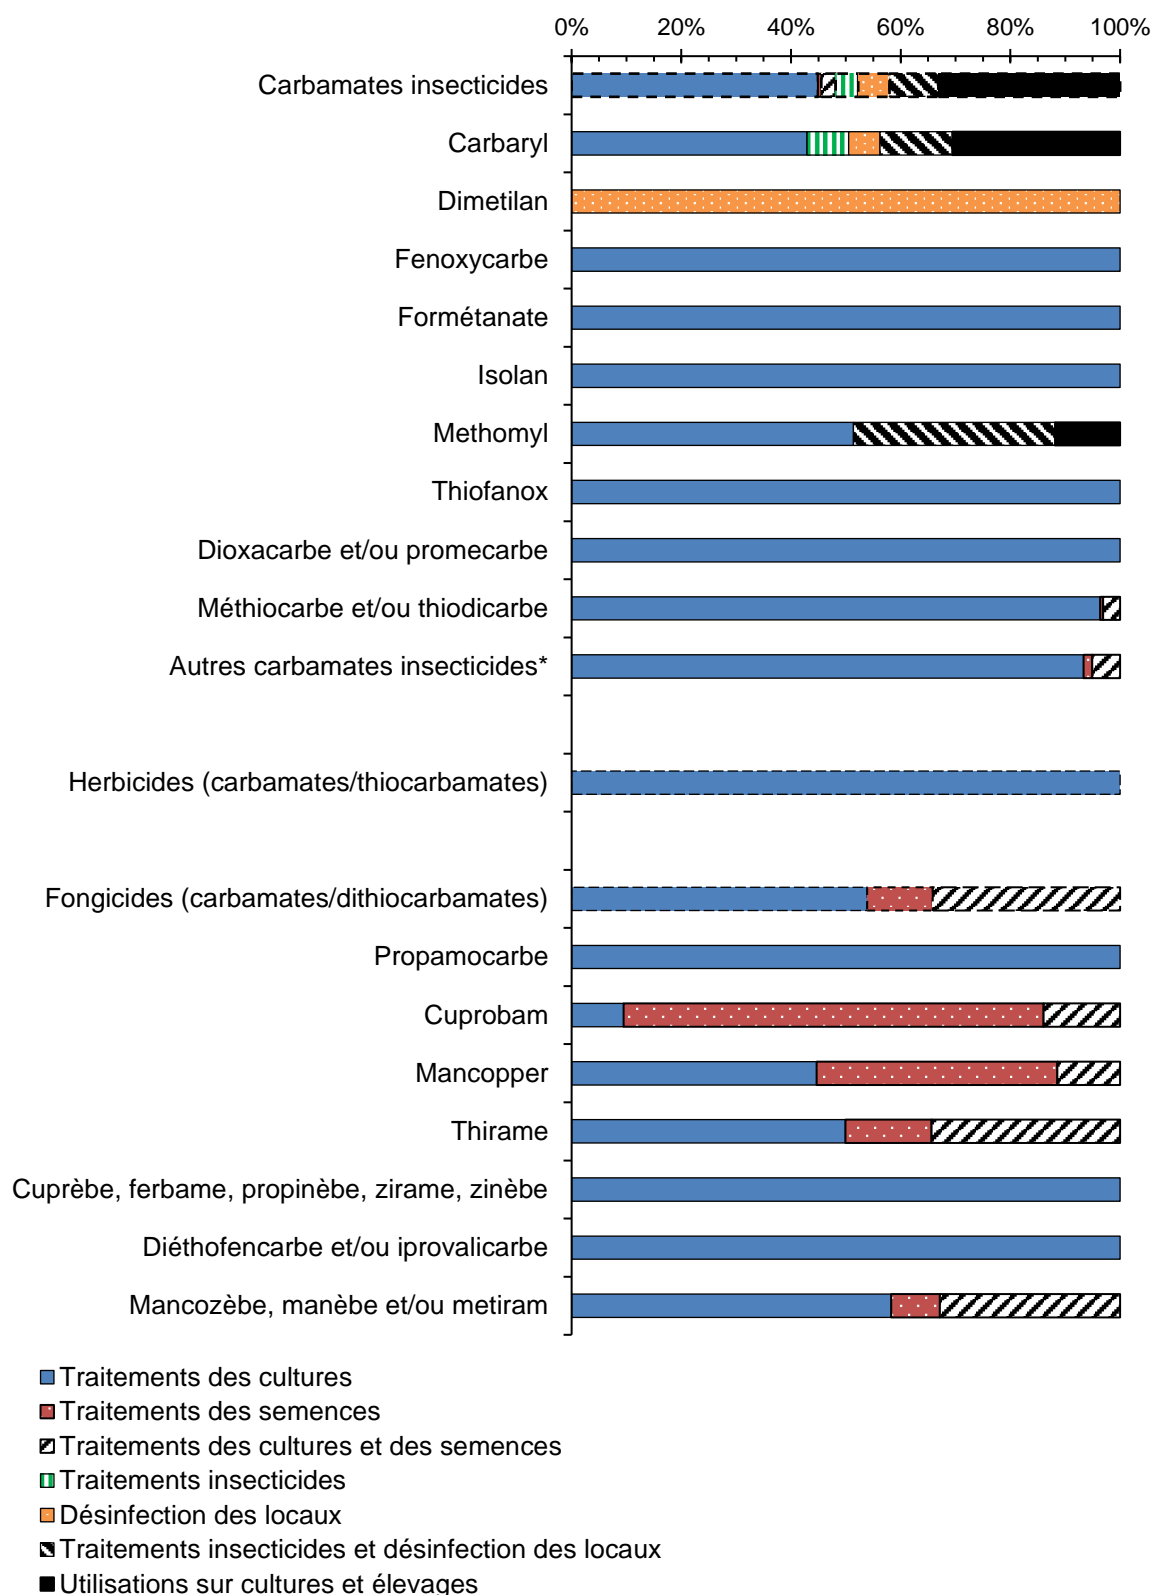 0% 20% 40% 60% 80% 100%
Carbamates insecticides
Carbaryl
Dimetilan
Fenoxycarbe
Formétanate
Isolan
Methomyl
Thiofanox
Dioxacarbe et/ou promecarbe
Méthiocarbe et/ou thiodicarbe
Autres carbamates insecticides*
Herbicides (carbamates/thiocarbamates)
Fongicides (carbamates/dithiocarbamates)
Propamocarbe
Cuprobam
Mancopper
Thirame
Cuprèbe, ferbame, propinèbe, zirame, zinèbe
Diéthofencarbe et/ou iprovalicarbe
Mancozèbe, manèbe et/ou metiram
Traitements des cultures
Traitements des semences
Traitements des cultures et des semences
Traitements insecticides
Désinfection des locaux
Traitements insecticides et désinfection des locaux
Utilisations sur cultures et élevages